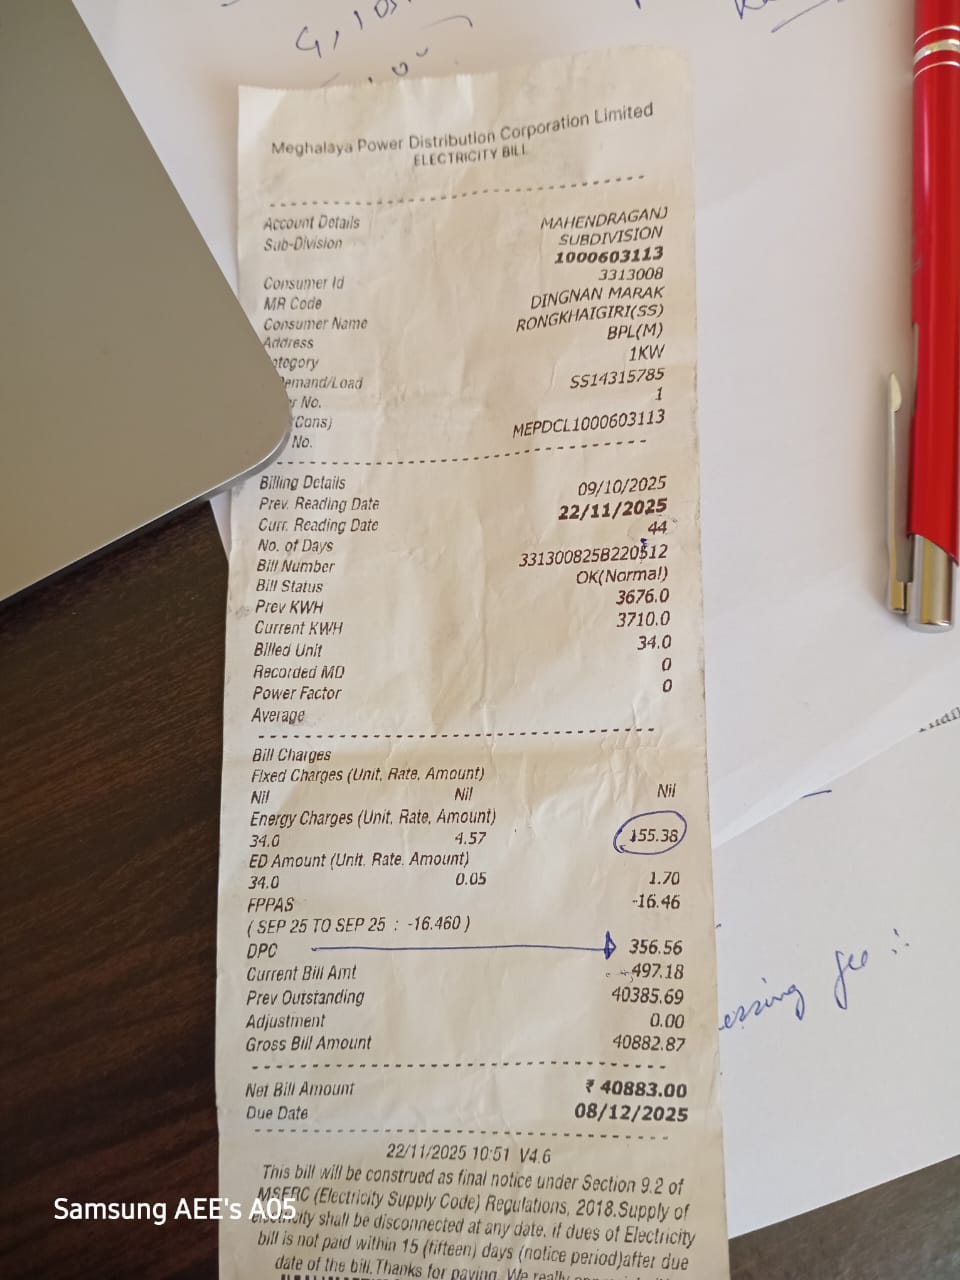 Meghalaya Power Distribution Corporation Limited
ELECTRICITY BILL
Account Details
Sub-Division MAHENDRAGANJ
SUBDIVISION
Consumer Id 1000603113
MR Code 3313008
Consumer Name DINGNAN MARAK
Address RONGKHAIGIRI(SS)
BPL(M)
1KW
SS14315785
(Cons) 1
No. MEPDCL1000603113
Billing Details
Prev. Reading Date 09/10/2025
Curr. Reading Date 22/11/2025
No. of Days 44
Bill Number 331300825B220512
Bill Status OK(Normal)
Prev KWH 3676.0
Current KWH 3710.0
Billed Unit 34.0
Recorded MD 0
Power Factor 0
Average
Bill Charges
Fixed Charges (Unit, Rate, Amount)
Nil Nil Nil
Energy Charges (Unit, Rate, Amount)
34.0 4.57 155.38
ED Amount (Unit, Rate, Amount)
34.0 0.05 1.70
FPPAS -16.46
( SEP 25 TO SEP 25 : -16.460 )
DPC 356.56
Current Bill Amt 497.18
Prev Outstanding 40385.69
Adjustment 0.00
Gross Bill Amount 40882.87
Net Bill Amount ₹ 40883.00
Due Date 08/12/2025
22/11/2025 10:51 V4.6
This bill will be construed as final notice under Section 9.2 of
MSERC (Electricity Supply Code) Regulations, 2018.Supply of
electricity shall be disconnected at any date, if dues of Electricity
bill is not paid within 15 (fifteen) days (notice period)after due
date of the bill.Thanks for paying. We really
essing fee :
Samsung AEE's A05